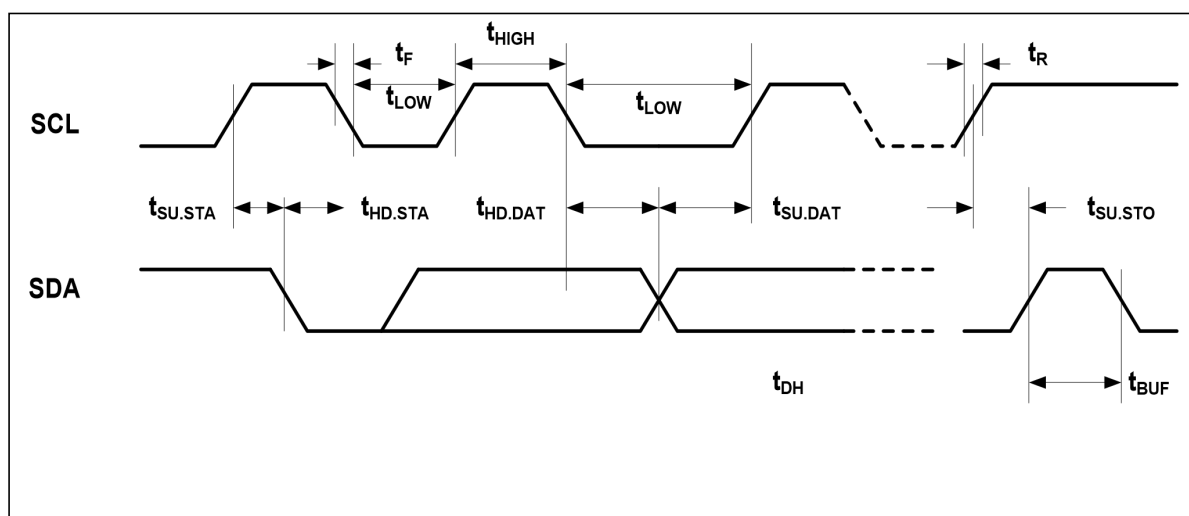 tHIGH
tF
tR
tLOW
tLOW
SCL
tSU.STA
tHD.STA
tHD.DAT
tSU.DAT
tSU.STO
SDA
tDH
tBUF